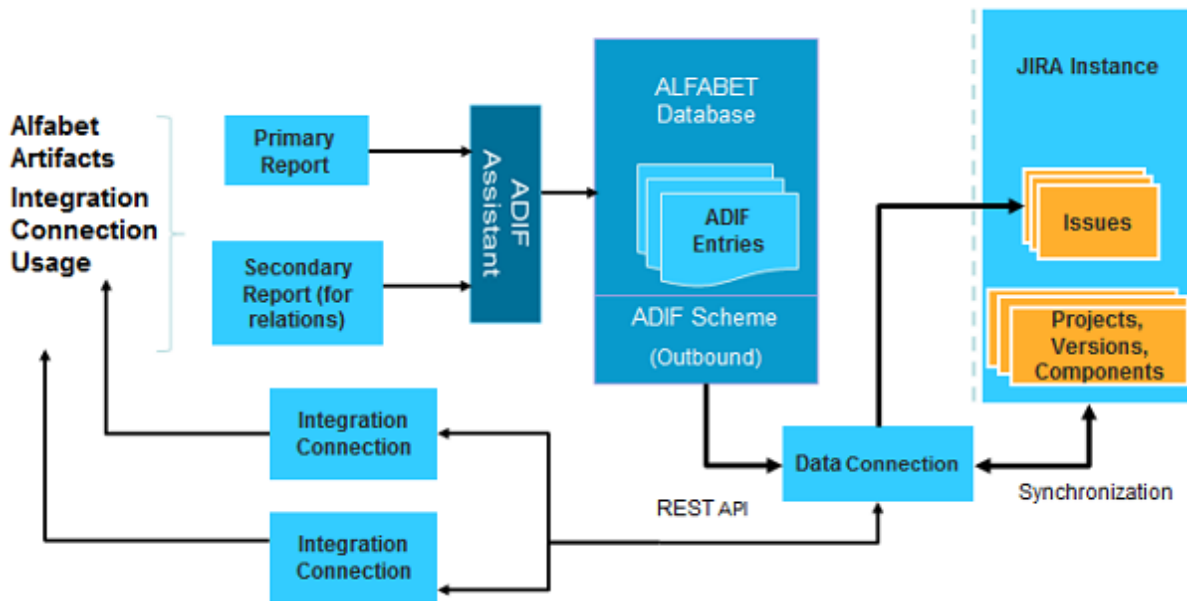 Alfabet
Artifacts
Integration
Connection
Usage
Primary
Report
Secondary
Report (for
relations)
ADIF
Assistant
ALFABET
Database
ADIF
Entries
ADIF Scheme
(Outbound)
JIRA Instance
Issues
Projects,
Versions,
Components
Integration
Connection
Integration
Connection
Data Connection
REST API
Synchronization